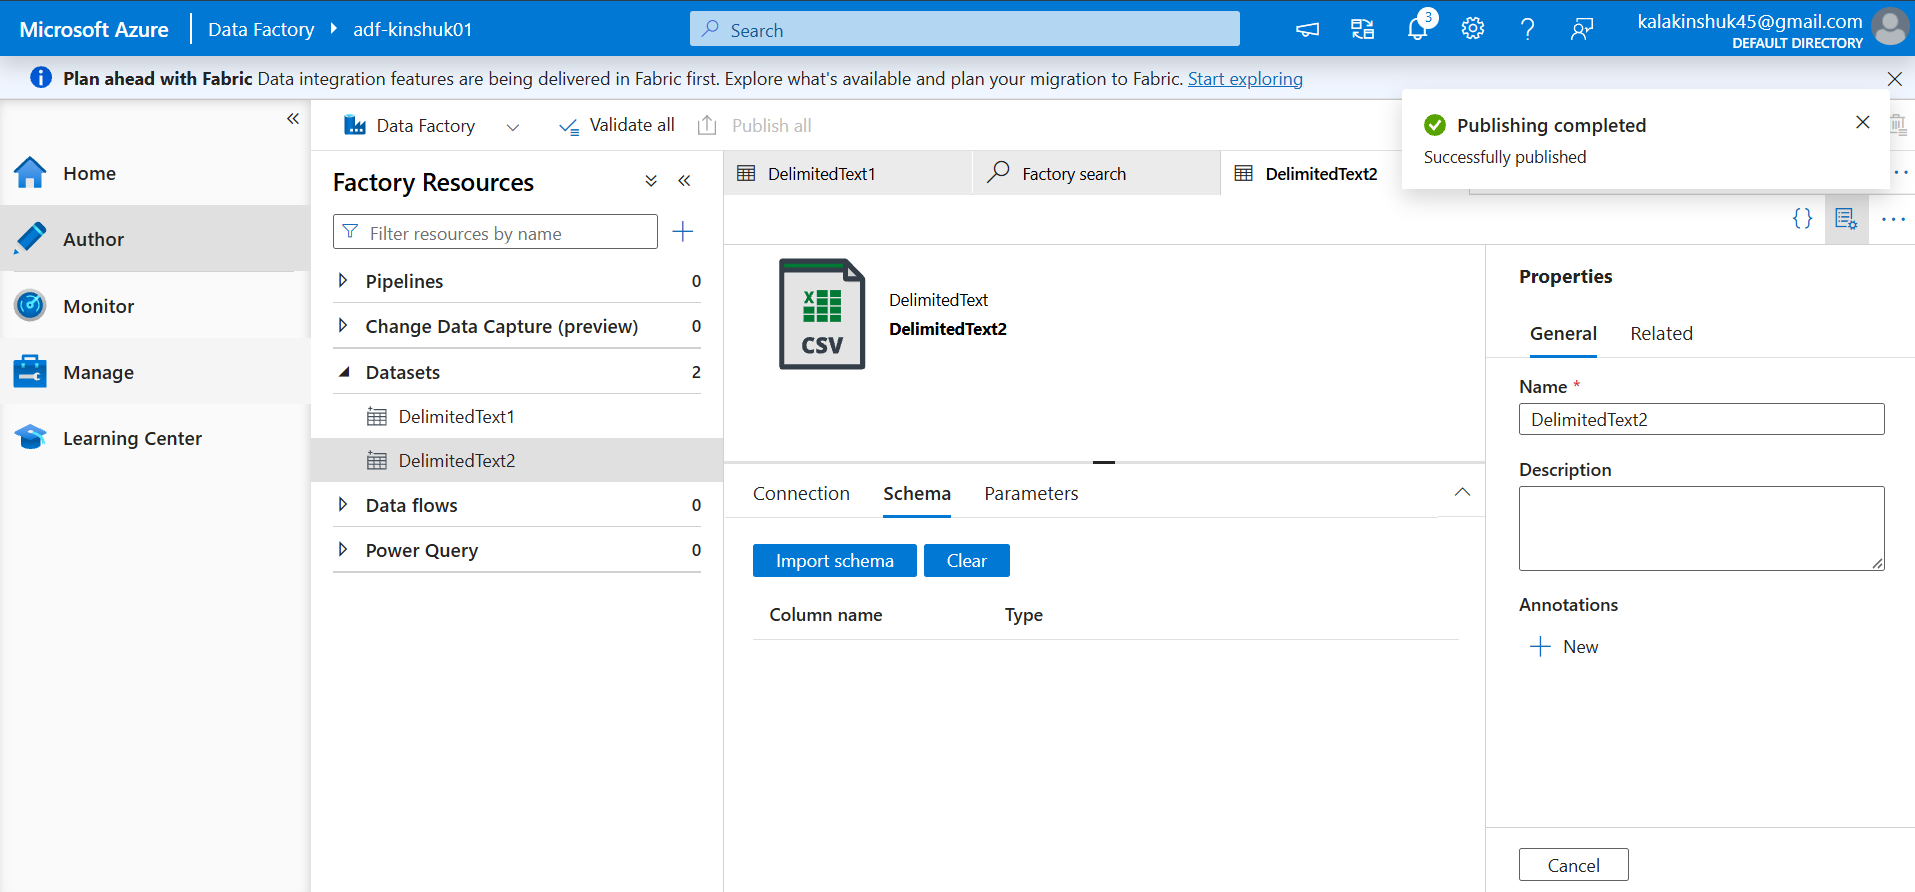 Microsoft Azure
Data Factory
adf-kinshuk01
Search
3
kalakinshuk45@gmail.com
DEFAULT DIRECTORY
Plan ahead with Fabric Data integration features are being delivered in Fabric first. Explore what's available and plan your migration to Fabric. Start exploring
Home
Author
Monitor
Manage
Learning Center
Data Factory
Validate all
Publish all
Publishing completed
Successfully published
Factory Resources
Filter resources by name
Pipelines 0
Change Data Capture (preview) 0
Datasets 2
DelimitedText1
DelimitedText2
Data flows 0
Power Query 0
DelimitedText1
Factory search
DelimitedText2
X
CSV
DelimitedText
DelimitedText2
Connection
Schema
Parameters
Import schema
Clear
Column name
Type
Properties
General
Related
Name *
DelimitedText2
Description
Annotations
New
Cancel